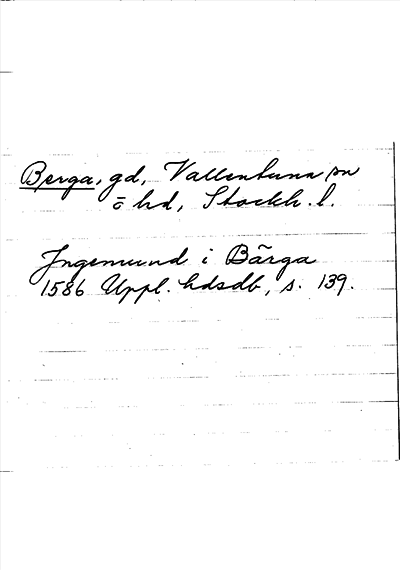 Berga, gd, Vallentuna sn
o hd, Stockh. l.
Ingemund i Bärga
1586 Uppl. hdsdb, s. 139.